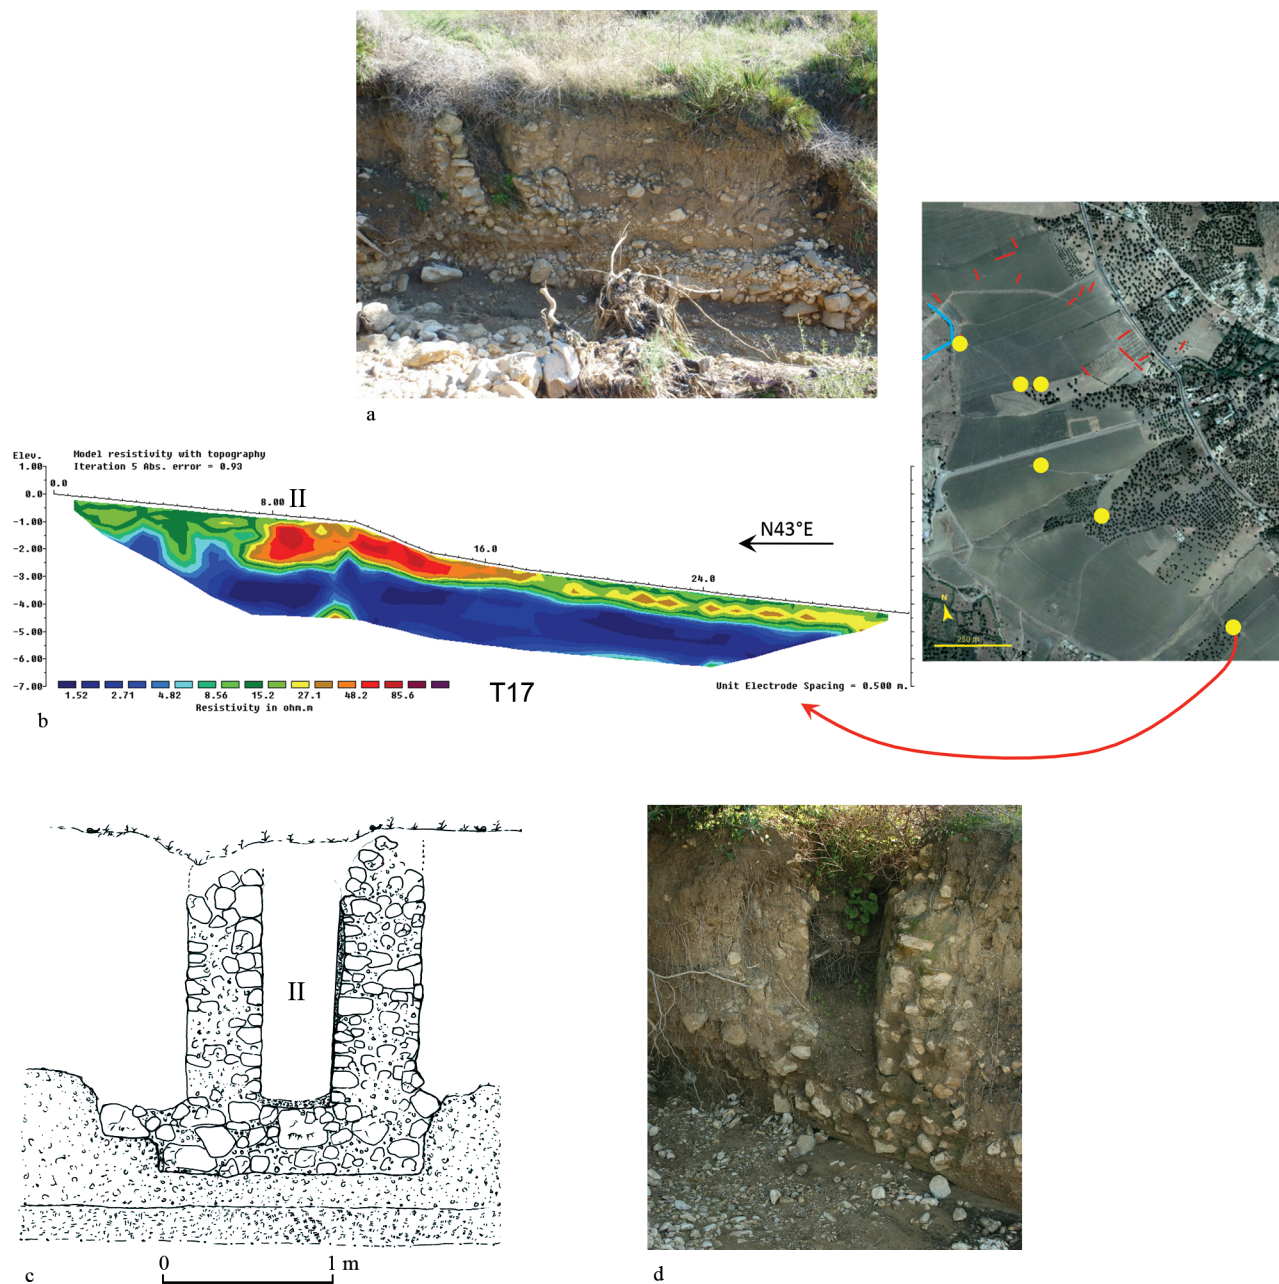 a
Elev.
Model resistivity with topography
Iteration 5 Abs. error = 0.93
1.00
0.0
-1.00
-2.00
-3.00
-4.00
-5.00
-6.00
-7.00
0.0
8.00
II
16.0
24.0
N43°E
1.52 2.71 4.82 8.56 15.2 27.1 48.2 85.6
Resistivity in ohm.m
T17
Unit Electrode Spacing = 0.500 m.
b
N
250 m
II
0 1 m
c
d